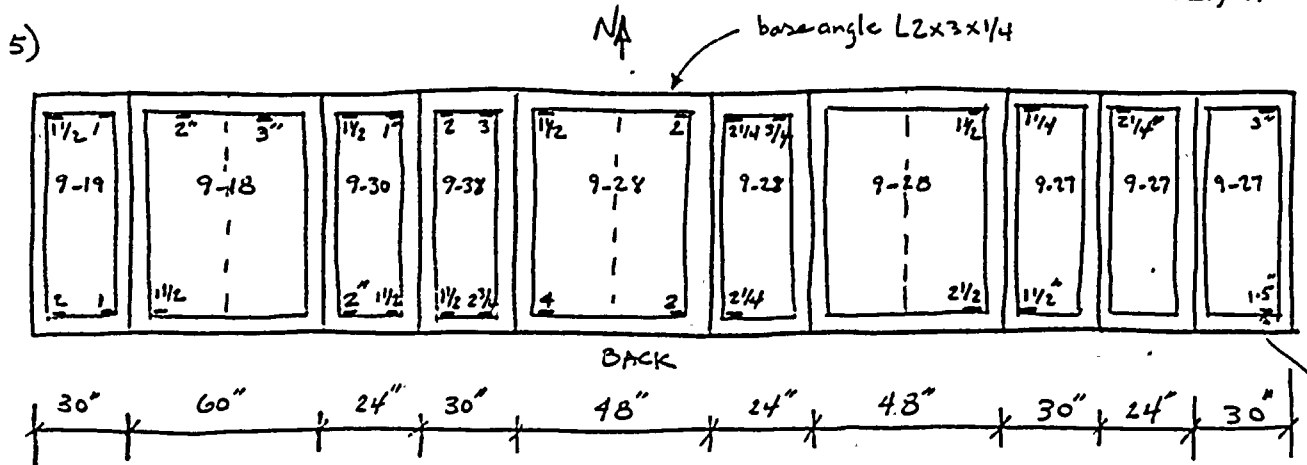 5)
N
base angle L2x3x1/4
1 1/2 1 2" 3" 1 1/2 1" 2 3 1 1/2 2 2 1/4 3/4 1 1/2 1 1/4 2 1/4" 3"
9-19 9-18 9-30 9-38 9-28 9-28 9-28 9-27 9-27 9-27
2 1 1 1/2 2" 1 1/2 1 1/2 2 3/4 4 2 2 1/4 2 1/2 1 1/2" 1.5"
BACK
30" 60" 24" 30" 48" 24" 48" 30" 24" 30"